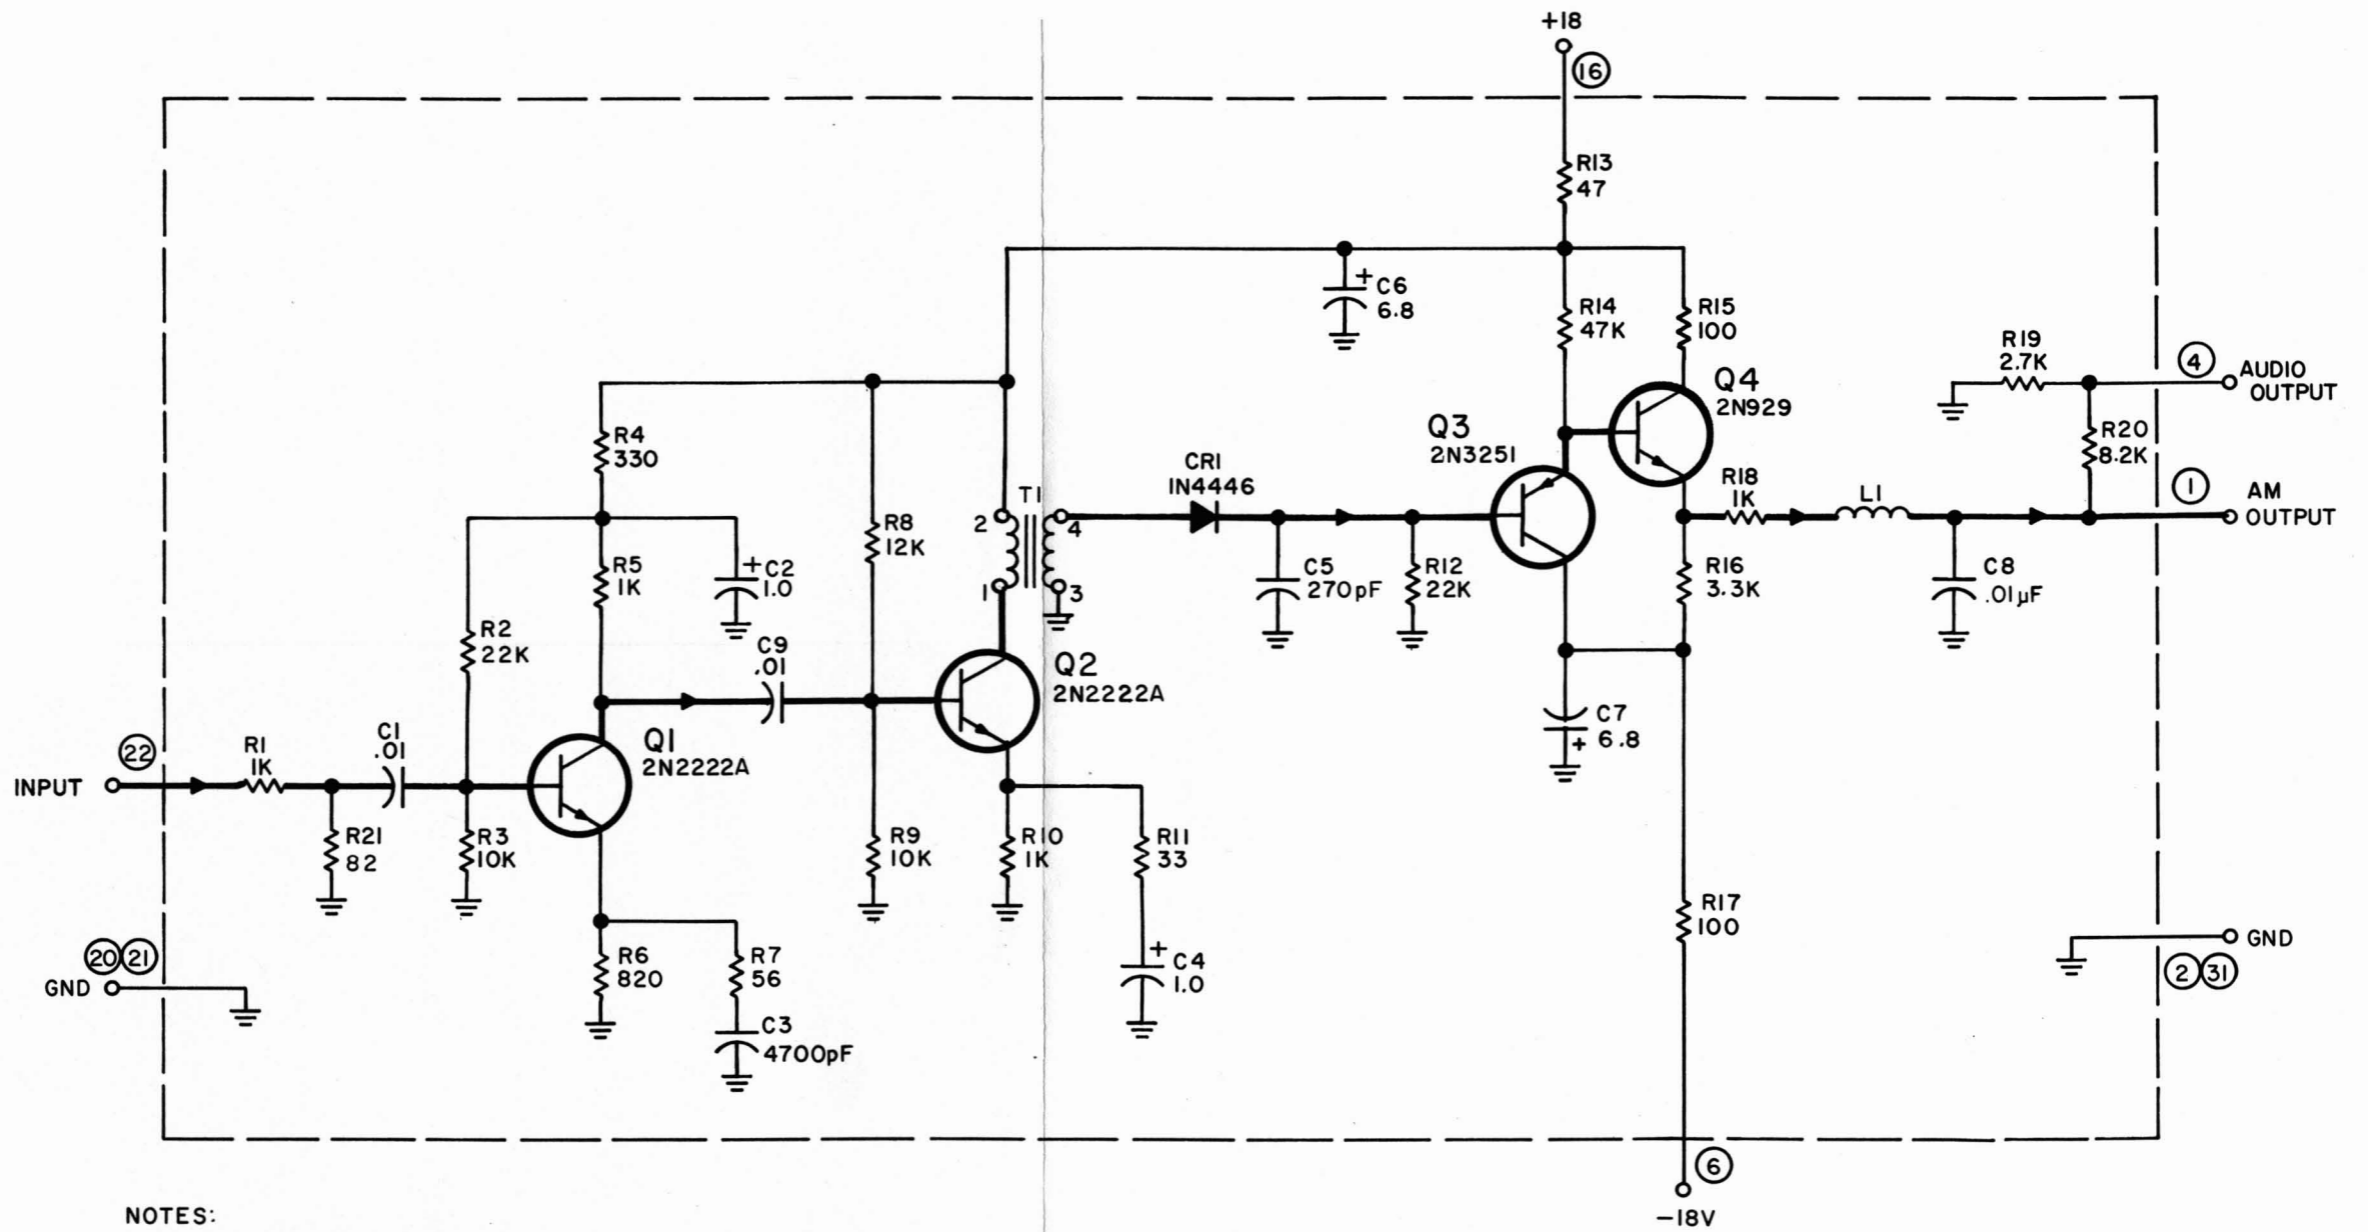 +18
16
R13
47
C6
6.8
R14
47K
R15
100
R19
2.7K
4
AUDIO
OUTPUT
Q4
2N929
Q3
2N3251
R4
330
R20
8.2K
CR1
1N4446
R18
1K
L1
1
AM
OUTPUT
T1
2
4
1
3
R8
12K
R5
1K
C2
1.0
C5
270pF
R12
22K
R16
3.3K
C8
.01µF
R2
22K
C9
.01
Q2
2N2222A
C7
6.8
22
INPUT
R1
1K
C1
.01
Q1
2N2222A
R21
82
R3
10K
R9
10K
R10
1K
R11
33
R17
100
20 21
GND
GND
2 31
R6
820
R7
56
C3
4700pF
C4
1.0
6
-18V
NOTES: